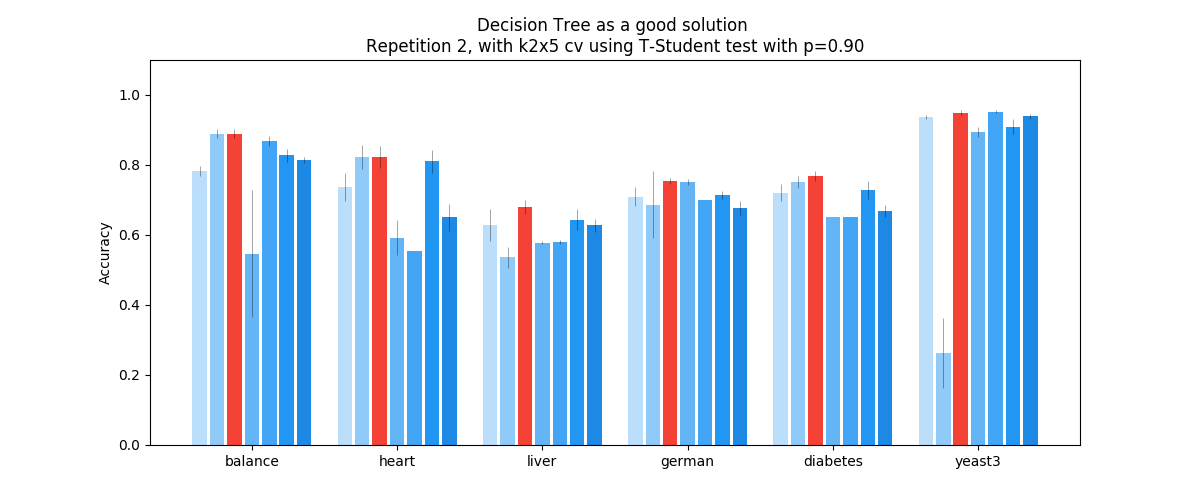 Decision Tree as a good solution
Repetition 2, with k2x5 cv using T-Student test with p=0.90
Accuracy
1.0
0.8
0.6
0.4
0.2
0.0
balance heart liver german diabetes yeast3